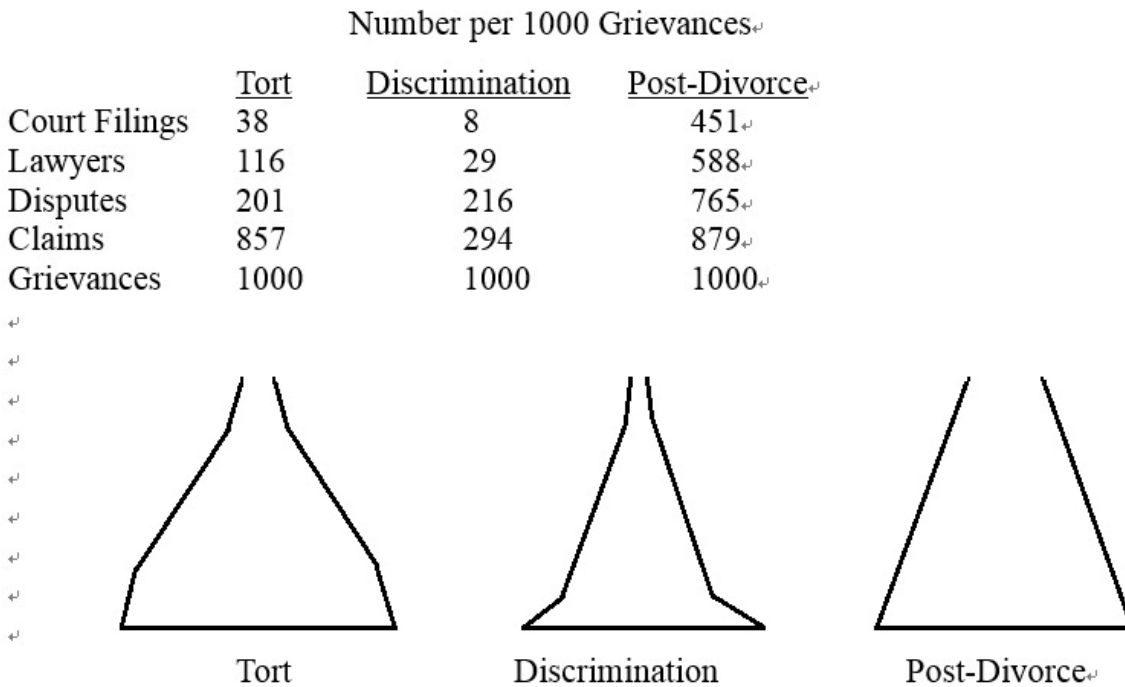 Number per 1000 Grievances
Tort Discrimination Post-Divorce
Court Filings 38 8 451
Lawyers 116 29 588
Disputes 201 216 765
Claims 857 294 879
Grievances 1000 1000 1000
Tort Discrimination Post-Divorce